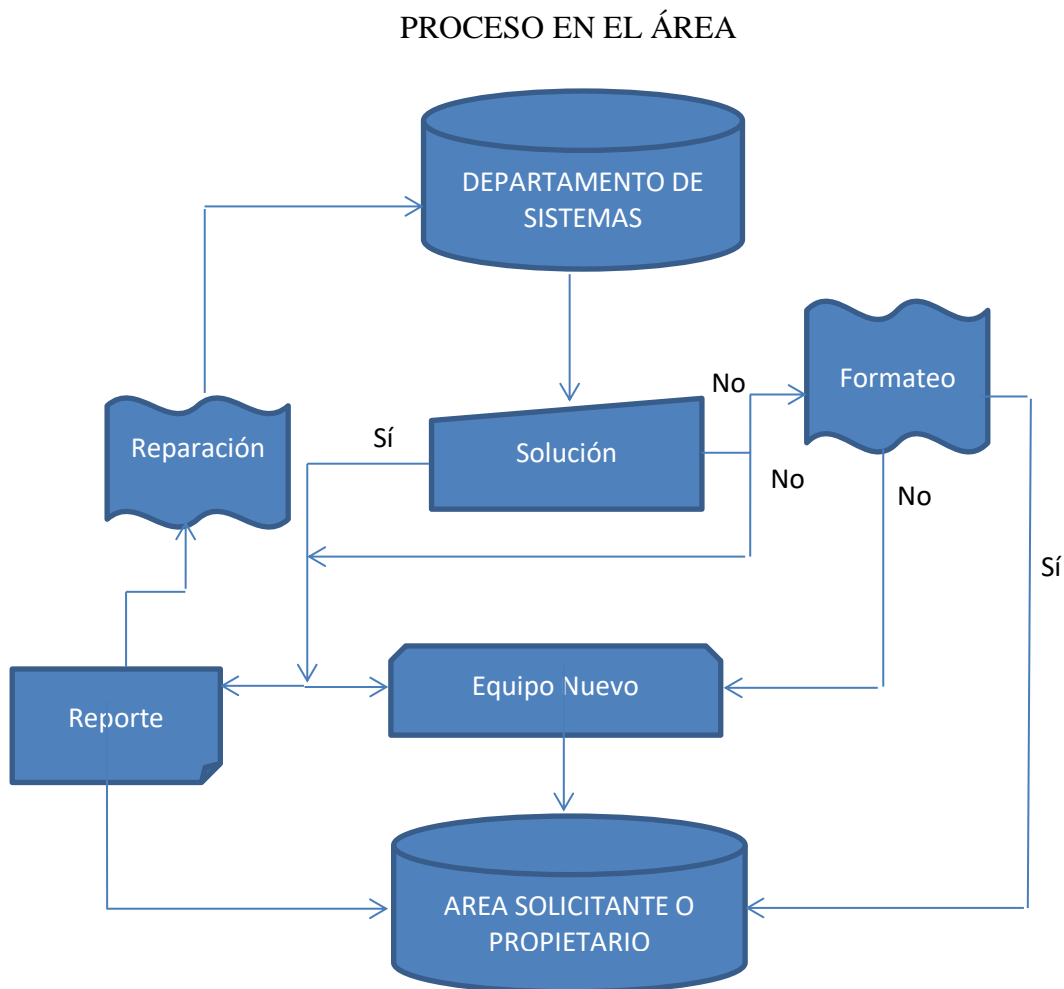 PROCESO EN EL ÁREA
DEPARTAMENTO DE
SISTEMAS
Formateo
No
Reparación
Sí
Solución
No
No
Sí
Equipo Nuevo
Reporte
AREA SOLICITANTE O
PROPIETARIO